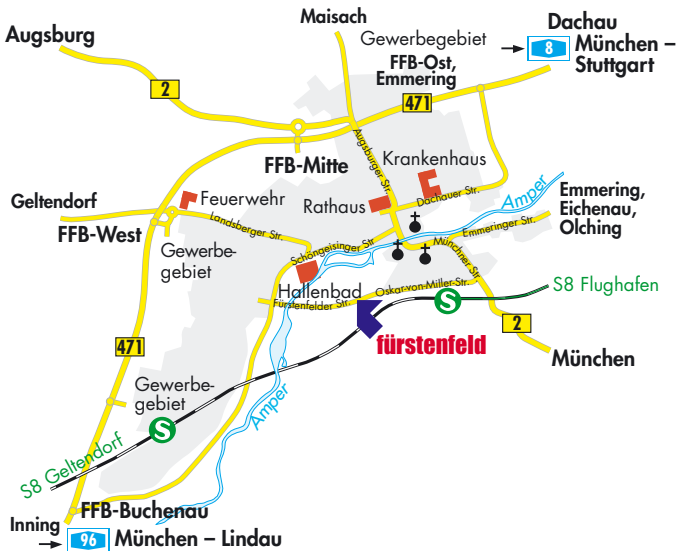 Maisach
Dachau
Augsburg
Gewerbegebiet
8
München –
FFB-Ost,
Stuttgart
Emmering
2
471
Augsburger Str.
FFB-Mitte
Krankenhaus
Geltendorf
Feuerwehr
Rathaus
Dachauer Str.
Amper
Emmering,
Eichenau,
Olching
FFB-West
Landsberger Str.
Emmeringer Str.
Gewerbe-
gebiet
Schöngeisinger Str
Münchner Str.
Hallenbad
Oskar-von-Miller-Str.
S8 Flughafen
Fürstenfelder Str.
S
2
471
fürstenfeld
München
Gewerbe-
gebiet
Amper
S
S8 Geltendorf
FFB-Buchenau
Inning
96
München – Lindau